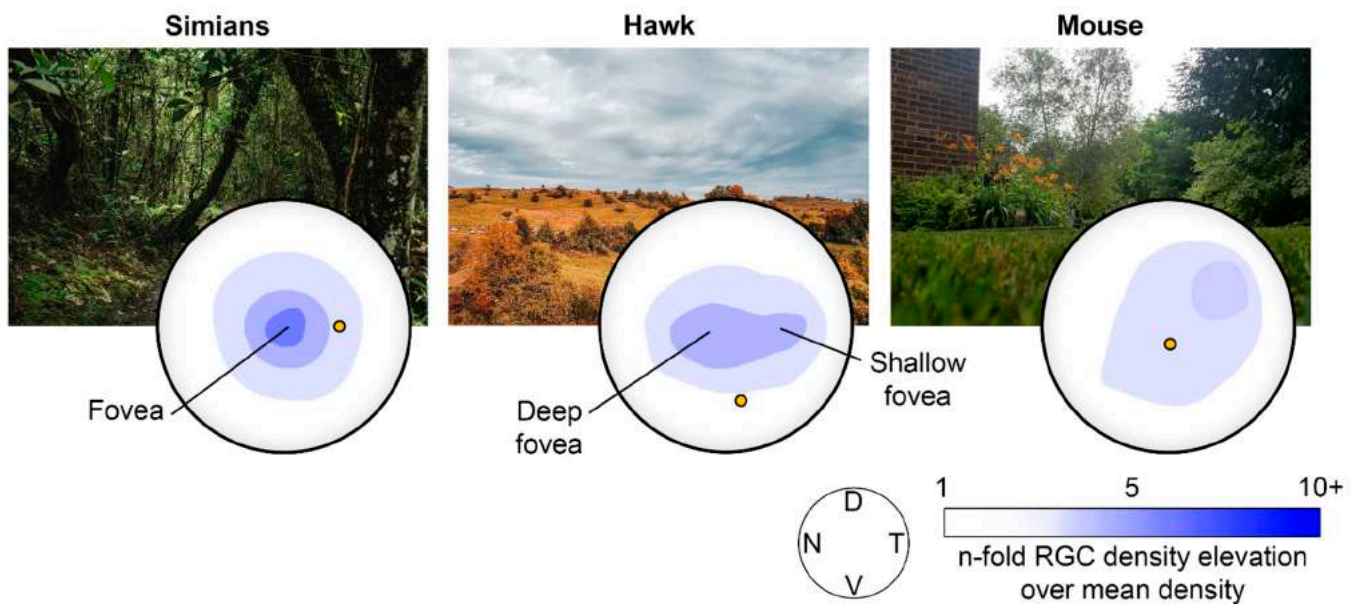 Simians
Hawk
Mouse
Fovea
Deep
fovea
Shallow
fovea
D
N T
V
1 5 10+
n-fold RGC density elevation
over mean density